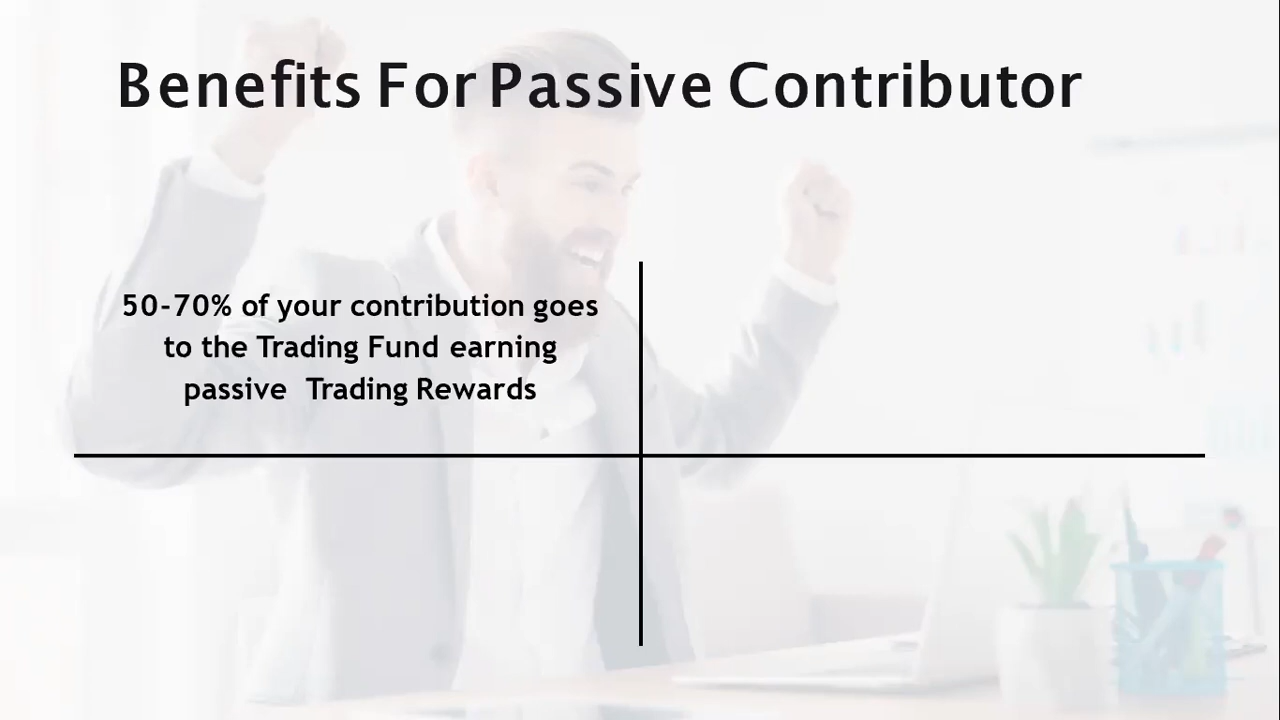 Benefits For Passive Contributor
50-70% of your contribution goes
to the Trading Fund earning
passive  Trading Rewards